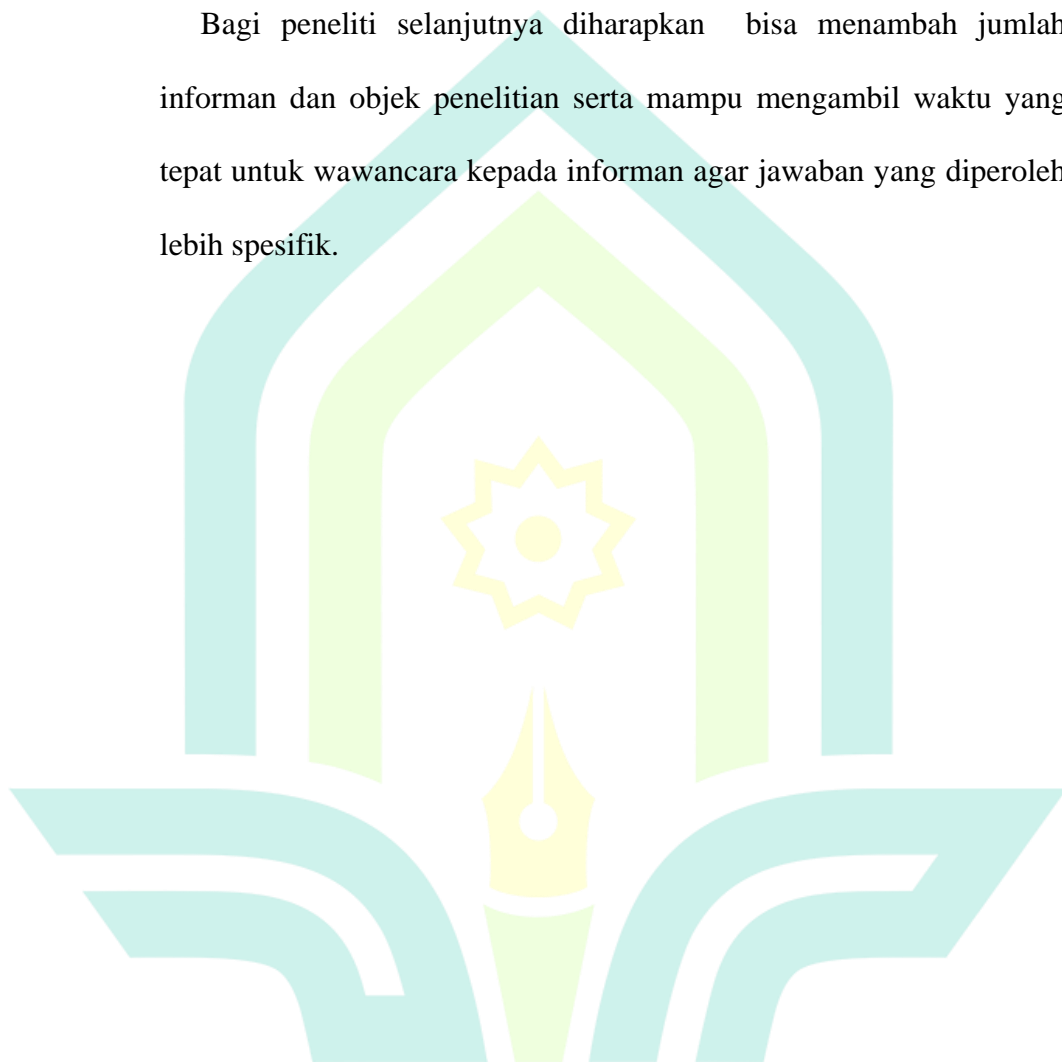 Bagi peneliti selanjutnya diharapkan bisa menambah jumlah
informan dan objek penelitian serta mampu mengambil waktu yang
tepat untuk wawancara kepada informan agar jawaban yang diperoleh
lebih spesifik.